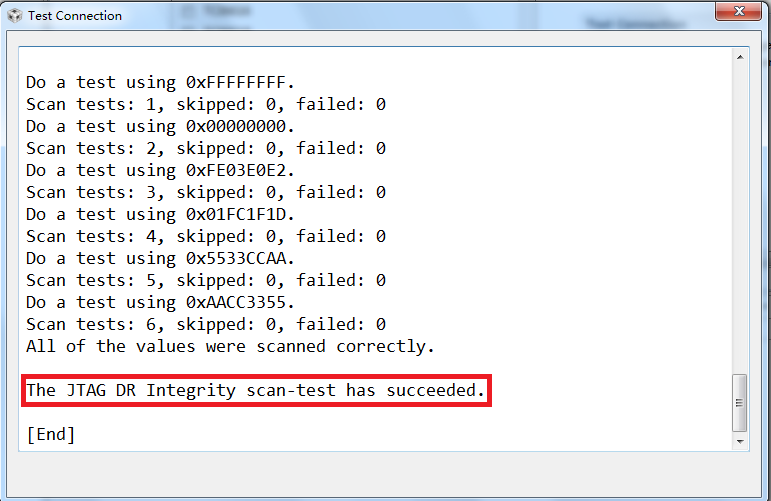 Test Connection
Do a test using 0xFFFFFFFF.
Scan tests: 1, skipped: 0, failed: 0
Do a test using 0x00000000.
Scan tests: 2, skipped: 0, failed: 0
Do a test using 0xFE03E0E2.
Scan tests: 3, skipped: 0, failed: 0
Do a test using 0x01FC1F1D.
Scan tests: 4, skipped: 0, failed: 0
Do a test using 0x5533CCAA.
Scan tests: 5, skipped: 0, failed: 0
Do a test using 0xAACC3355.
Scan tests: 6, skipped: 0, failed: 0
All of the values were scanned correctly.
The JTAG DR Integrity scan-test has succeeded.
[End]